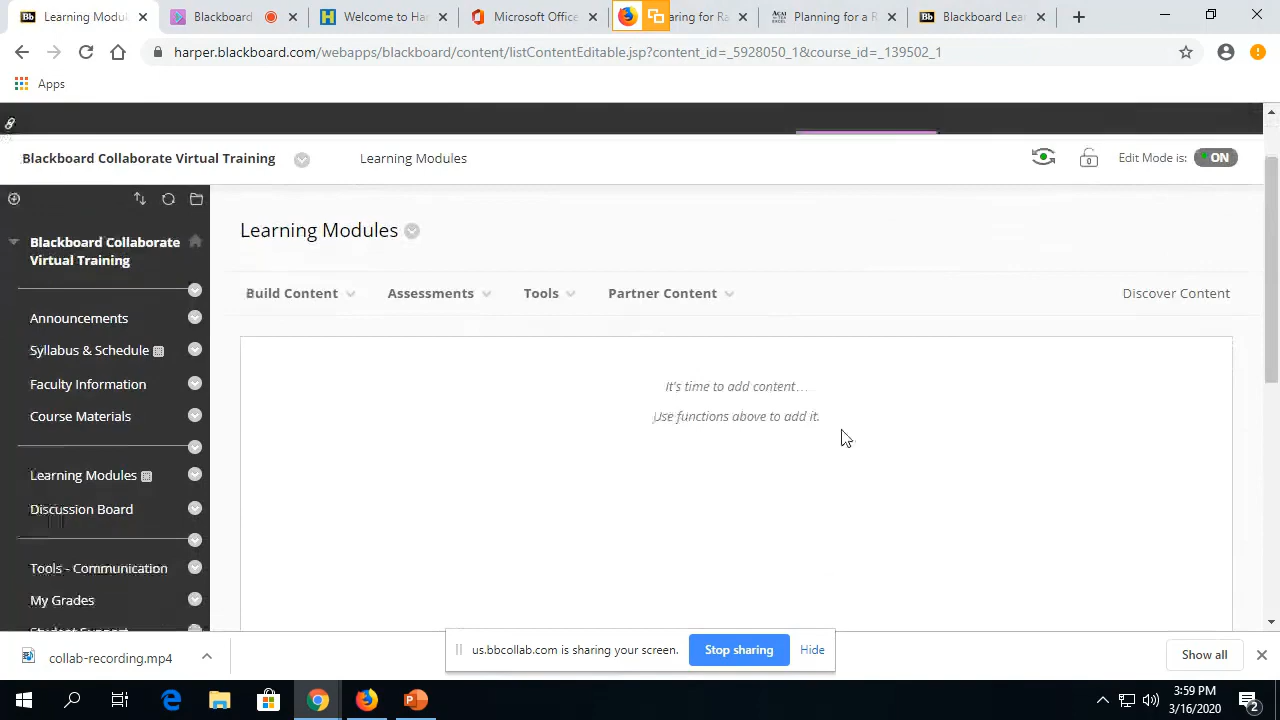 Learning Modul
Blackboard
Welcome to Har
Microsoft Office
aring for Ra
Planning for a
Blackboard Lea
harper.blackboard.com/webapps/blackboard/content/listContentEditable.jsp?content_id=_5928050_1&course_id=_139502_1
Apps
Blackboard Collaborate Virtual Training
Learning Modules
Edit Mode is:
ON
Blackboard Collaborate
Virtual Training
Announcements
Syllabus & Schedule
Faculty Information
Course Materials
Learning Modules
Discussion Board
Tools - Communication
My Grades
Student Support
Learning Modules
Build Content
Assessments
Tools
Partner Content
Discover Content
It's time to add content...
Use functions above to add it.
us.bbcollab.com is sharing your screen.
Stop sharing
Hide
collab-recording.mp4
Show all
3:59 PM
3/16/2020
2